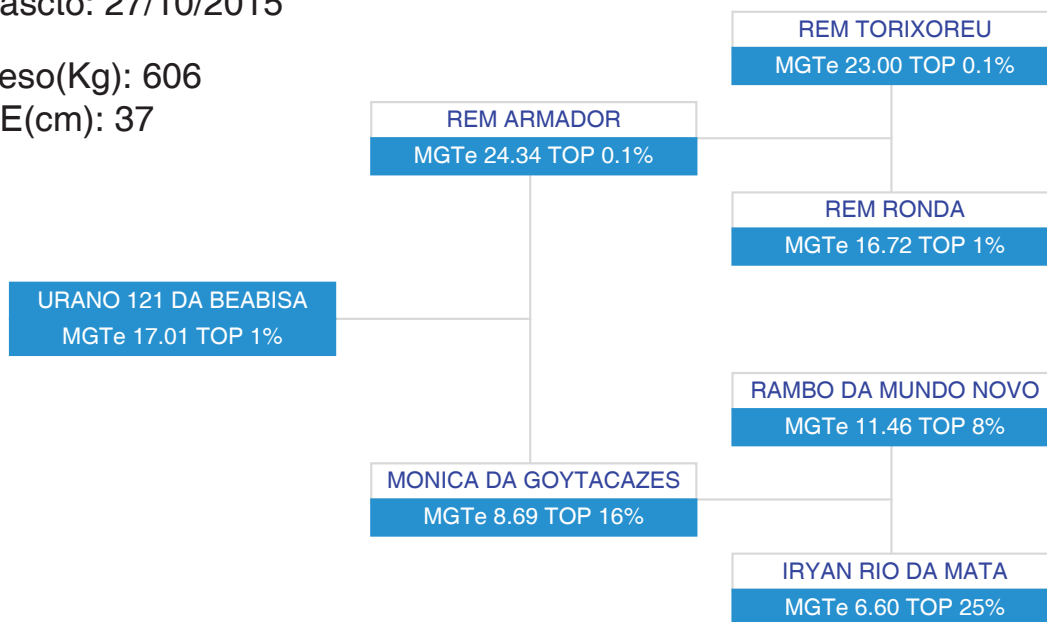 ascto: 27/10/2015
eso(Kg): 606
E(cm): 37
REM TORIXOREU
MGTe 23.00 TOP 0.1%
REM ARMADOR
MGTe 24.34 TOP 0.1%
REM RONDA
MGTe 16.72 TOP 1%
URANO 121 DA BEABISA
MGTe 17.01 TOP 1%
RAMBO DA MUNDO NOVO
MGTe 11.46 TOP 8%
MONICA DA GOYTACAZES
MGTe 8.69 TOP 16%
IRYAN RIO DA MATA
MGTe 6.60 TOP 25%